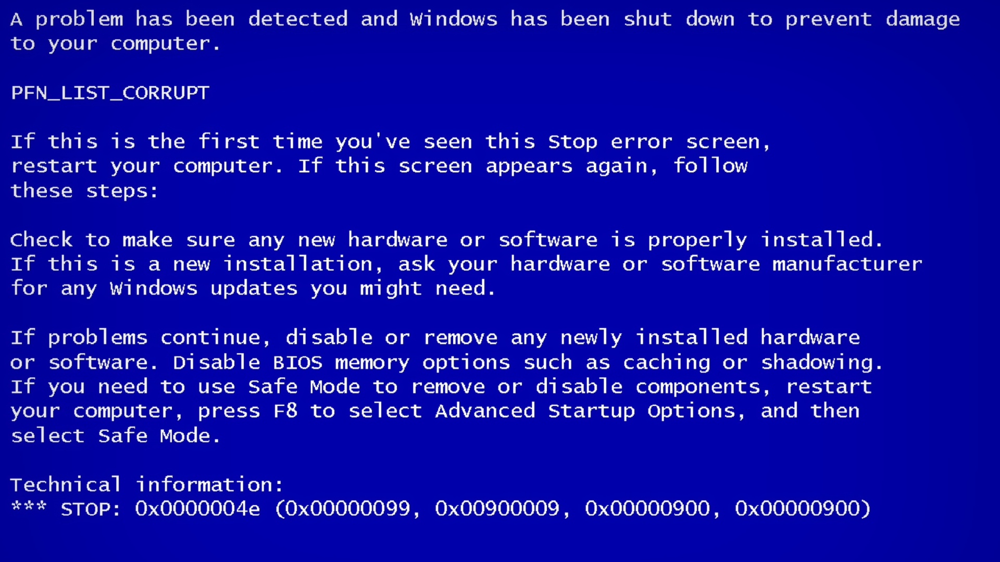 A problem has been detected and Windows has been shut down to prevent damage
to your computer.
PFN_LIST_CORRUPT
If this is the first time you've seen this Stop error screen,
restart your computer. If this screen appears again, follow
these steps:
Check to make sure any new hardware or software is properly installed.
If this is a new installation, ask your hardware or software manufacturer
for any Windows updates you might need.
If problems continue, disable or remove any newly installed hardware
or software. Disable BIOS memory options such as caching or shadowing.
If you need to use Safe Mode to remove or disable components, restart
your computer, press F8 to select Advanced Startup Options, and then
select Safe Mode.
Technical information:
*** STOP: 0x0000004e (0x00000099, 0x00900009, 0x00000900, 0x00000900)